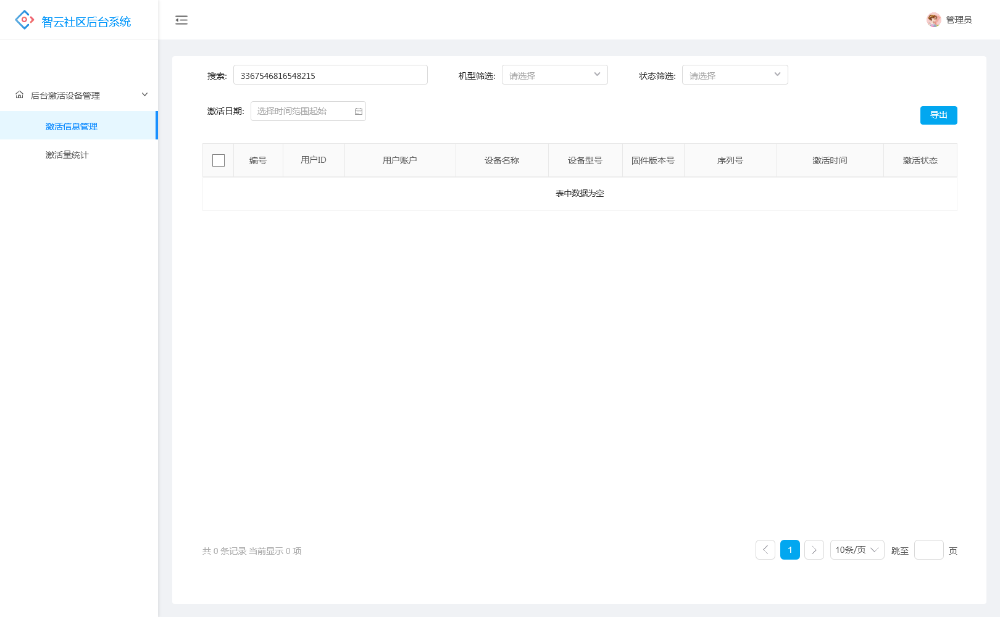 智云社区后台系统
管理员
后台激活设备管理
激活信息管理
激活量统计
搜索: 3367546816548215 机型筛选: 请选择 状态筛选: 请选择
激活日期: 选择时间范围起始
导出
编号 用户ID 用户账户 设备名称 设备型号 固件版本号 序列号 激活时间 激活状态
表中数据为空
共 0 条记录 当前显示 0 项
1 10条/页 跳至 页